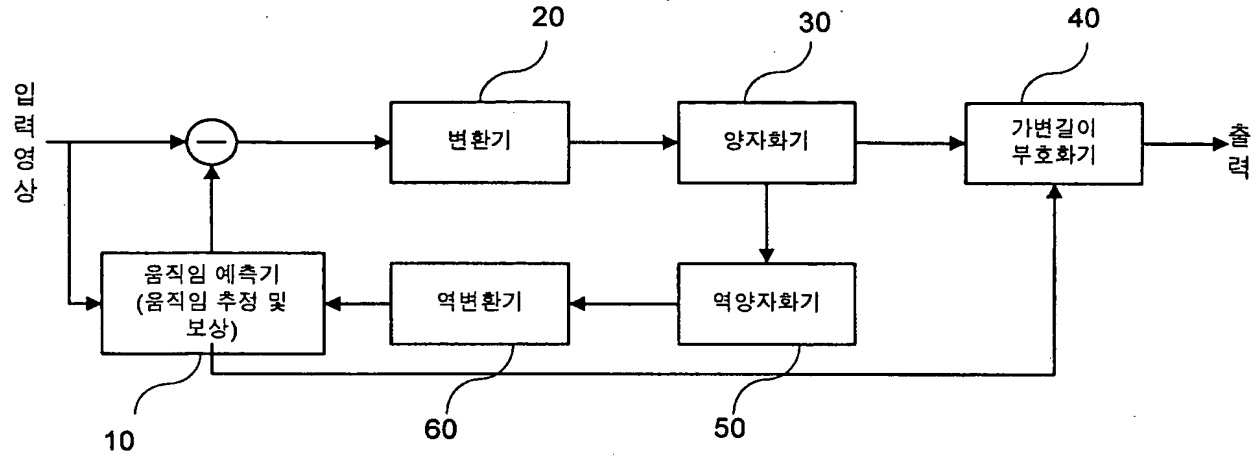 20
30
40
입력영상
변환기
양자화기
가변길이
부호화기
출력
움직임 예측기
(움직임 추정 및
보상)
역변환기
역양자화기
10
60
50